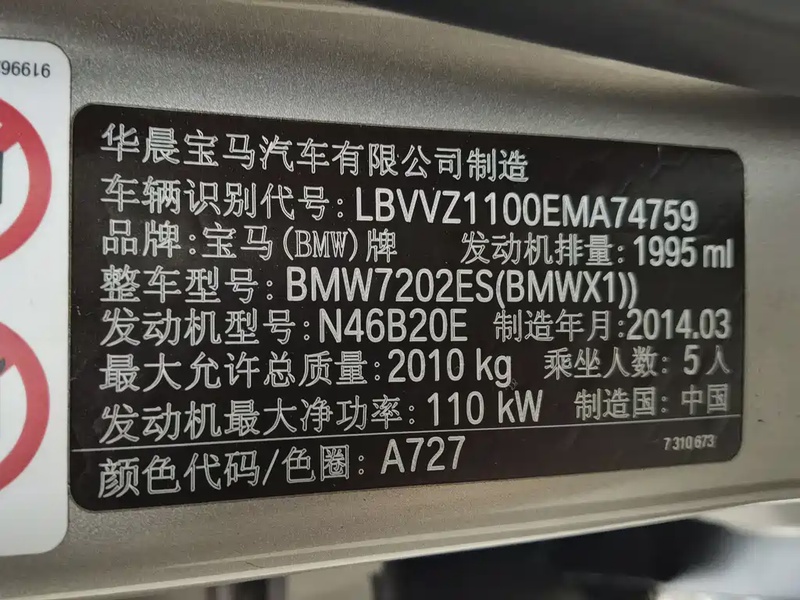 华晨宝马汽车有限公司制造
车辆识别代号:LBVVZ1100EMA74759
品牌:宝马(BMW)牌 发动机排量:1995 ml
整车型号:BMW7202ES(BMWX1))
发动机型号:N46B20E 制造年月:2014.03
最大允许总质量:2010 kg 乘坐人数:5人
发动机最大净功率:110 kW 制造国:中国
颜色代码/色圈:A727 7 310 673